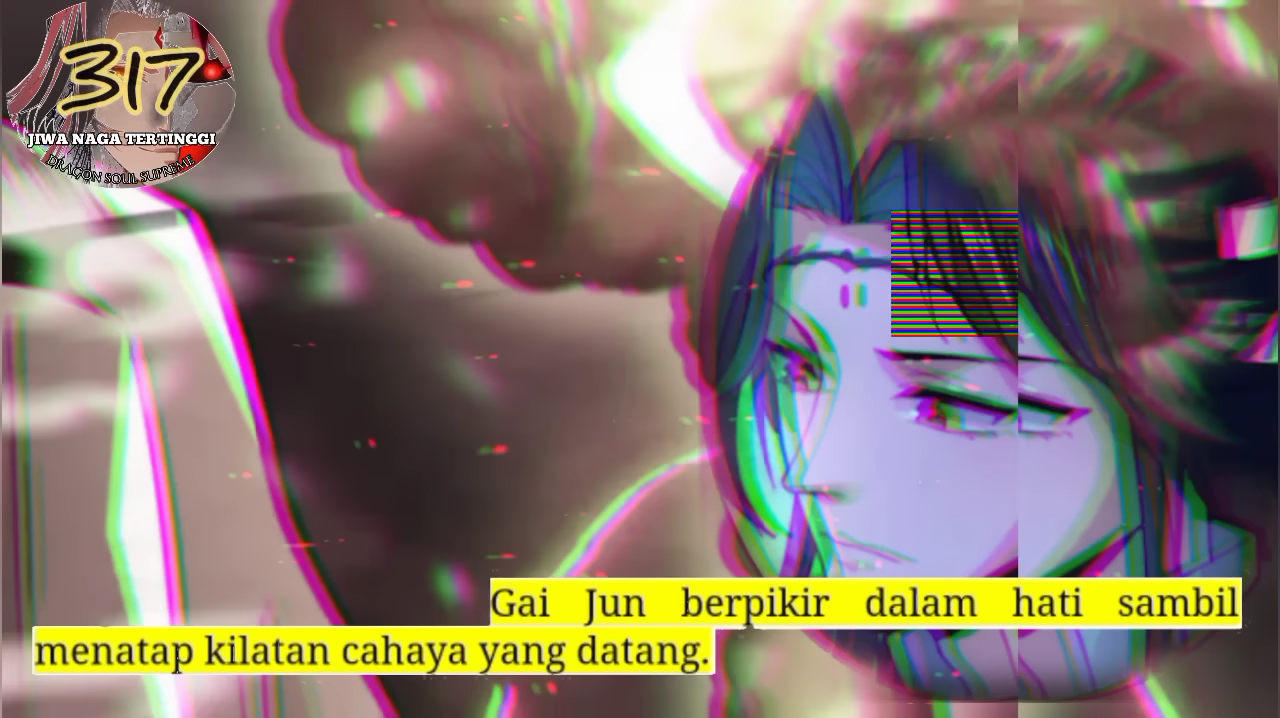 317
JIWA NAGA TERTINGGI
DRAGON SOUL SUPREME
Gai Jun berpikir dalam hati sambil
menatap kilatan cahaya yang datang.